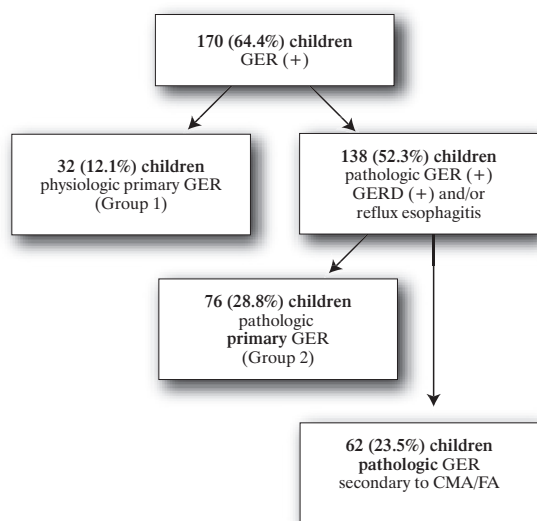 170 (64.4%) children
GER (+)
32 (12.1%) children
physiologic primary GER
(Group 1)
138 (52.3%) children
pathologic GER (+)
GERD (+) and/or
reflux esophagitis
76 (28.8%) children
pathologic
primary GER
(Group 2)
62 (23.5%) children
pathologic GER
secondary to CMA/FA